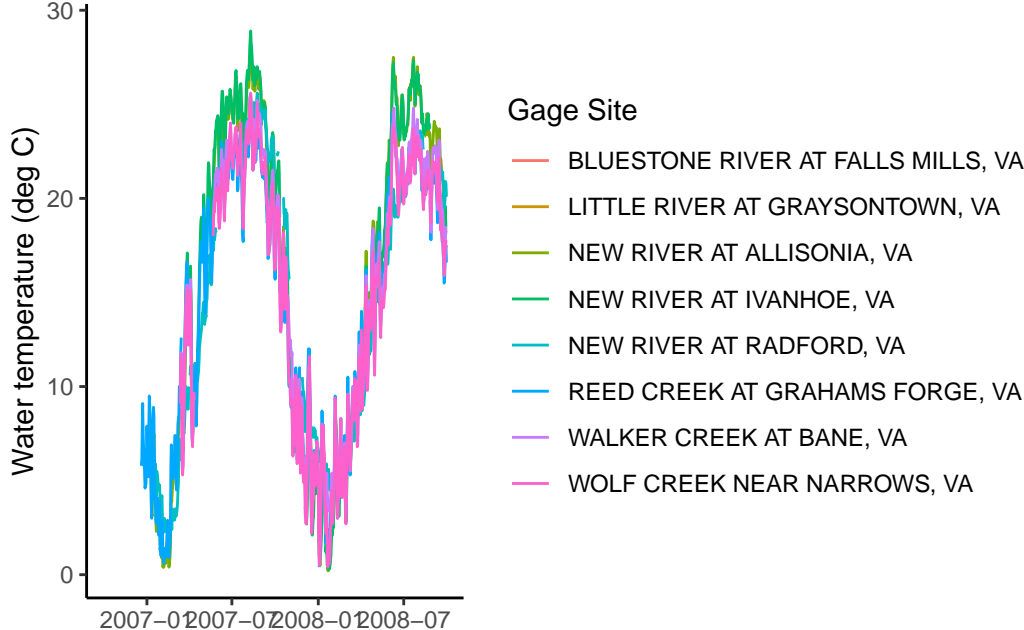 30
20
10
0
Water temperature (deg C)
2007–01
2007–07
2008–01
2008–07
Gage Site
BLUESTONE RIVER AT FALLS MILLS, VA
LITTLE RIVER AT GRAYSONTOWN, VA
NEW RIVER AT ALLISONIA, VA
NEW RIVER AT IVANHOE, VA
NEW RIVER AT RADFORD, VA
REED CREEK AT GRAHAMS FORGE, VA
WALKER CREEK AT BANE, VA
WOLF CREEK NEAR NARROWS, VA